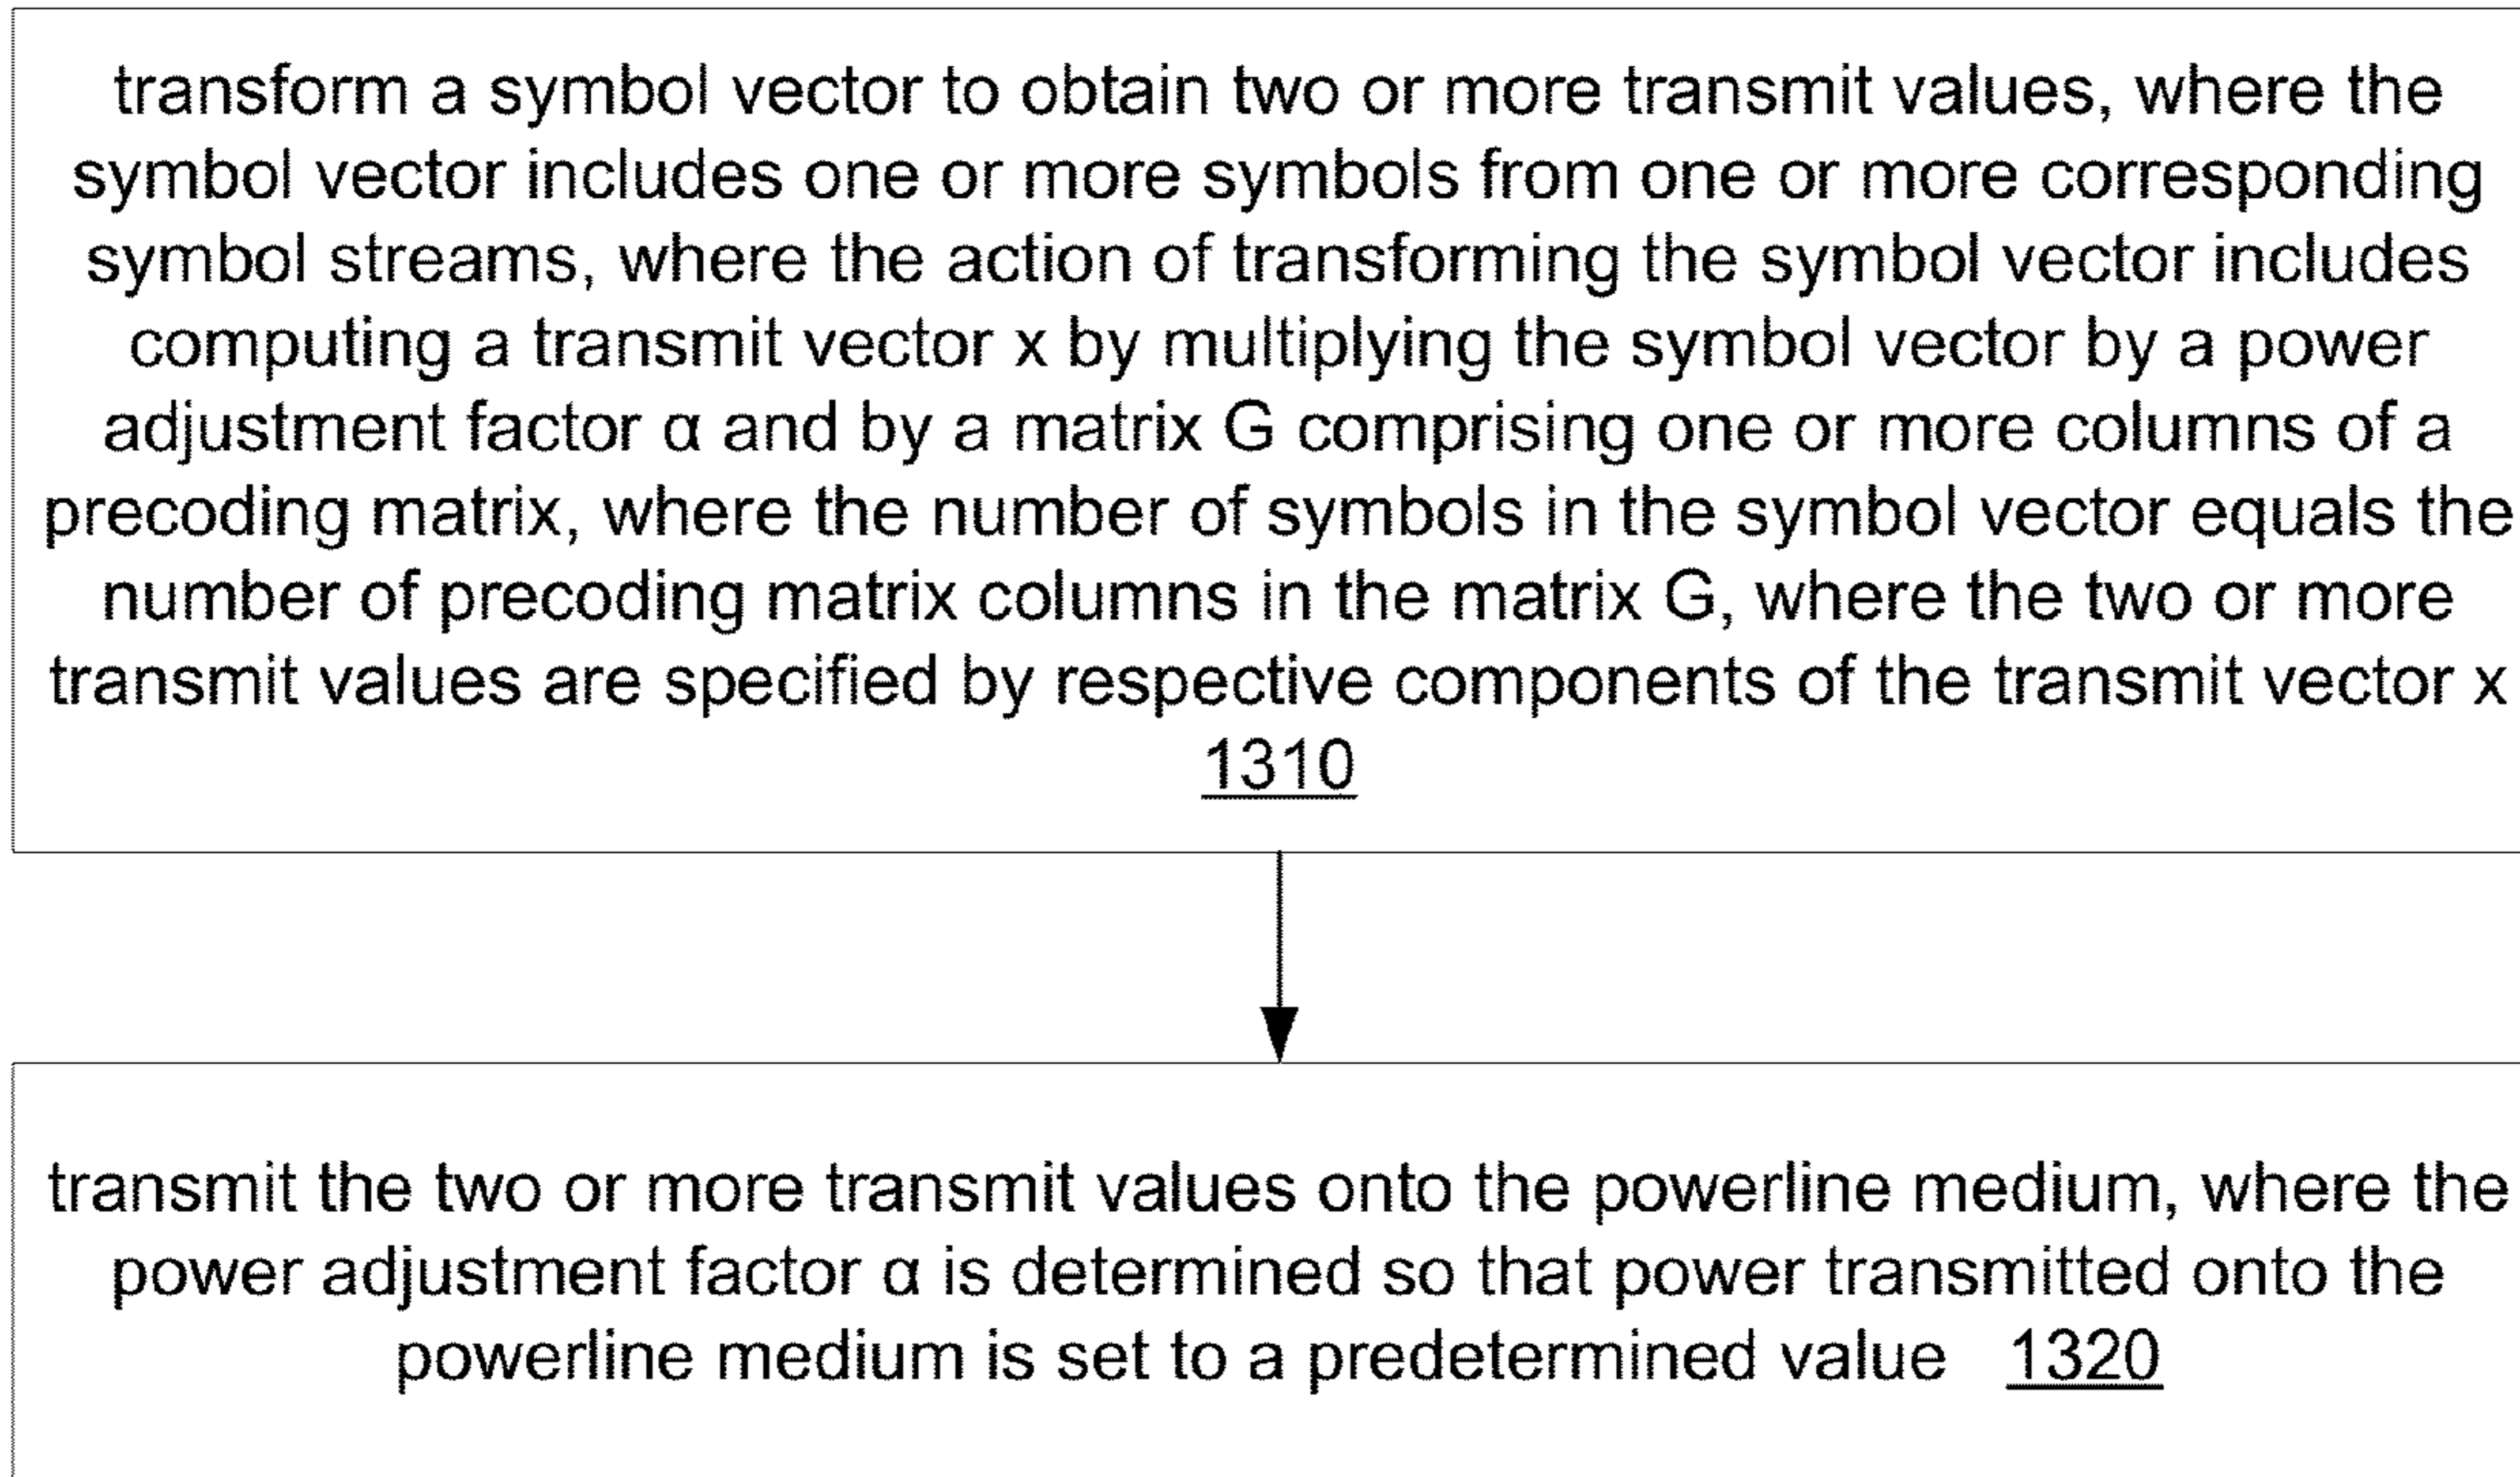 transform a symbol vector to obtain two or more transmit values, where the
symbol vector includes one or more symbols from one or more corresponding
symbol streams, where the action of transforming the symbol vector includes
computing a transmit vector x by multiplying the symbol vector by a power
adjustment factor α and by a matrix G comprising one or more columns of a
precoding matrix, where the number of symbols in the symbol vector equals the
number of precoding matrix columns in the matrix G, where the two or more
transmit values are specified by respective components of the transmit vector x
1310
transmit the two or more transmit values onto the powerline medium, where the
power adjustment factor α is determined so that power transmitted onto the
powerline medium is set to a predetermined value 1320